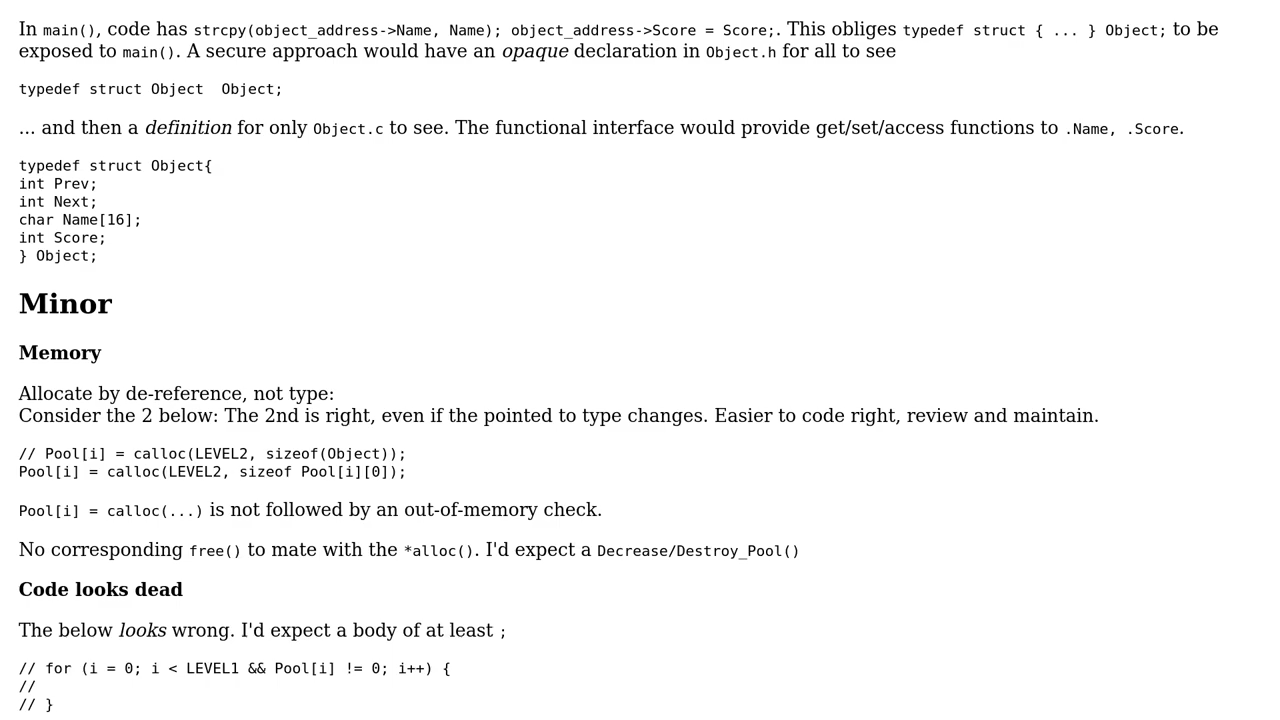 In main(), code has strcpy(object_address->Name, Name); object_address->Score = Score;. This obliges typedef struct { ... } Object; to be
exposed to main(). A secure approach would have an opaque declaration in Object.h for all to see
typedef struct Object  Object;
... and then a definition for only Object.c to see. The functional interface would provide get/set/access functions to .Name, .Score.
typedef struct Object{
int Prev;
int Next;
char Name[16];
int Score;
} Object;
Minor
Memory
Allocate by de-reference, not type:
Consider the 2 below: The 2nd is right, even if the pointed to type changes. Easier to code right, review and maintain.
// Pool[i] = calloc(LEVEL2, sizeof(Object));
Pool[i] = calloc(LEVEL2, sizeof Pool[i][0]);
Pool[i] = calloc(...) is not followed by an out-of-memory check.
No corresponding free() to mate with the *alloc(). I'd expect a Decrease/Destroy_Pool()
Code looks dead
The below looks wrong. I'd expect a body of at least ;
// for (i = 0; i < LEVEL1 && Pool[i] != 0; i++) {
//
// }